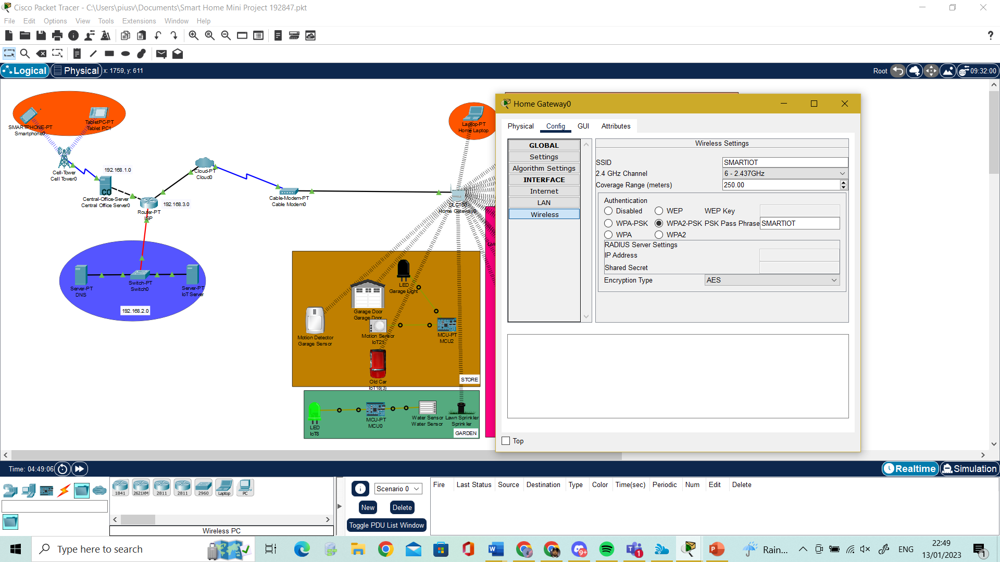 Cisco Packet Tracer - C:\Users\piusv\Documents\Smart Home Mini Project 192847.pkt
File Edit Options View Tools Extensions Window Help
?
Logical Physical x: 1759, y: 611
Root 09:32:00
SMARTPHONE-PT
Smartphone0
TabletPC-PT
Tablet PC1
Cell-Tower
Cell Tower0
192.168.1.0
CO
Central-Office-Server
Central Office Server0
Cloud-PT
Cloud0
192.168.3.0
Router-PT
ISP
Cable-Modem-PT
Cable Modem0
Laptop-PT
Home Laptop
DLC100
Home Gateway0
Server-PT
DNS
Switch-PT
Switch0
Server-PT
IoT Server
192.168.2.0
LED
Garage Light
Garage Door
Garage Door
Motion Detector
Garage Sensor
Motion Sensor
IoT21
MCU-PT
MCU2
Old Car
IoT18(3)
STORE
LED
IoT8
MCU-PT
MCU0
Water Sensor
Water Sensor
Lawn Sprinkler
Sprinkler
GARDEN
Home Gateway0
Physical Config GUI Attributes
GLOBAL
Settings
Algorithm Settings
INTERFACE
Internet
LAN
Wireless
Wireless Settings
SSID SMARTIOT
2.4 GHz Channel 6 - 2.437GHz
Coverage Range (meters) 250.00
Authentication
Disabled WEP WEP Key
WPA-PSK WPA2-PSK PSK Pass Phrase SMARTIOT
WPA WPA2
RADIUS Server Settings
IP Address
Shared Secret
Encryption Type AES
Top
Time: 04:49:06
Realtime Simulation
1841 2621XM 2811 2811 2960 Laptop PC
Wireless PC
Scenario 0
New Delete
Toggle PDU List Window
Fire Last Status Source Destination Type Color Time(sec) Periodic Num Edit Delete
Type here to search
9+
1
Rain...
ENG
22:49
13/01/2023
1